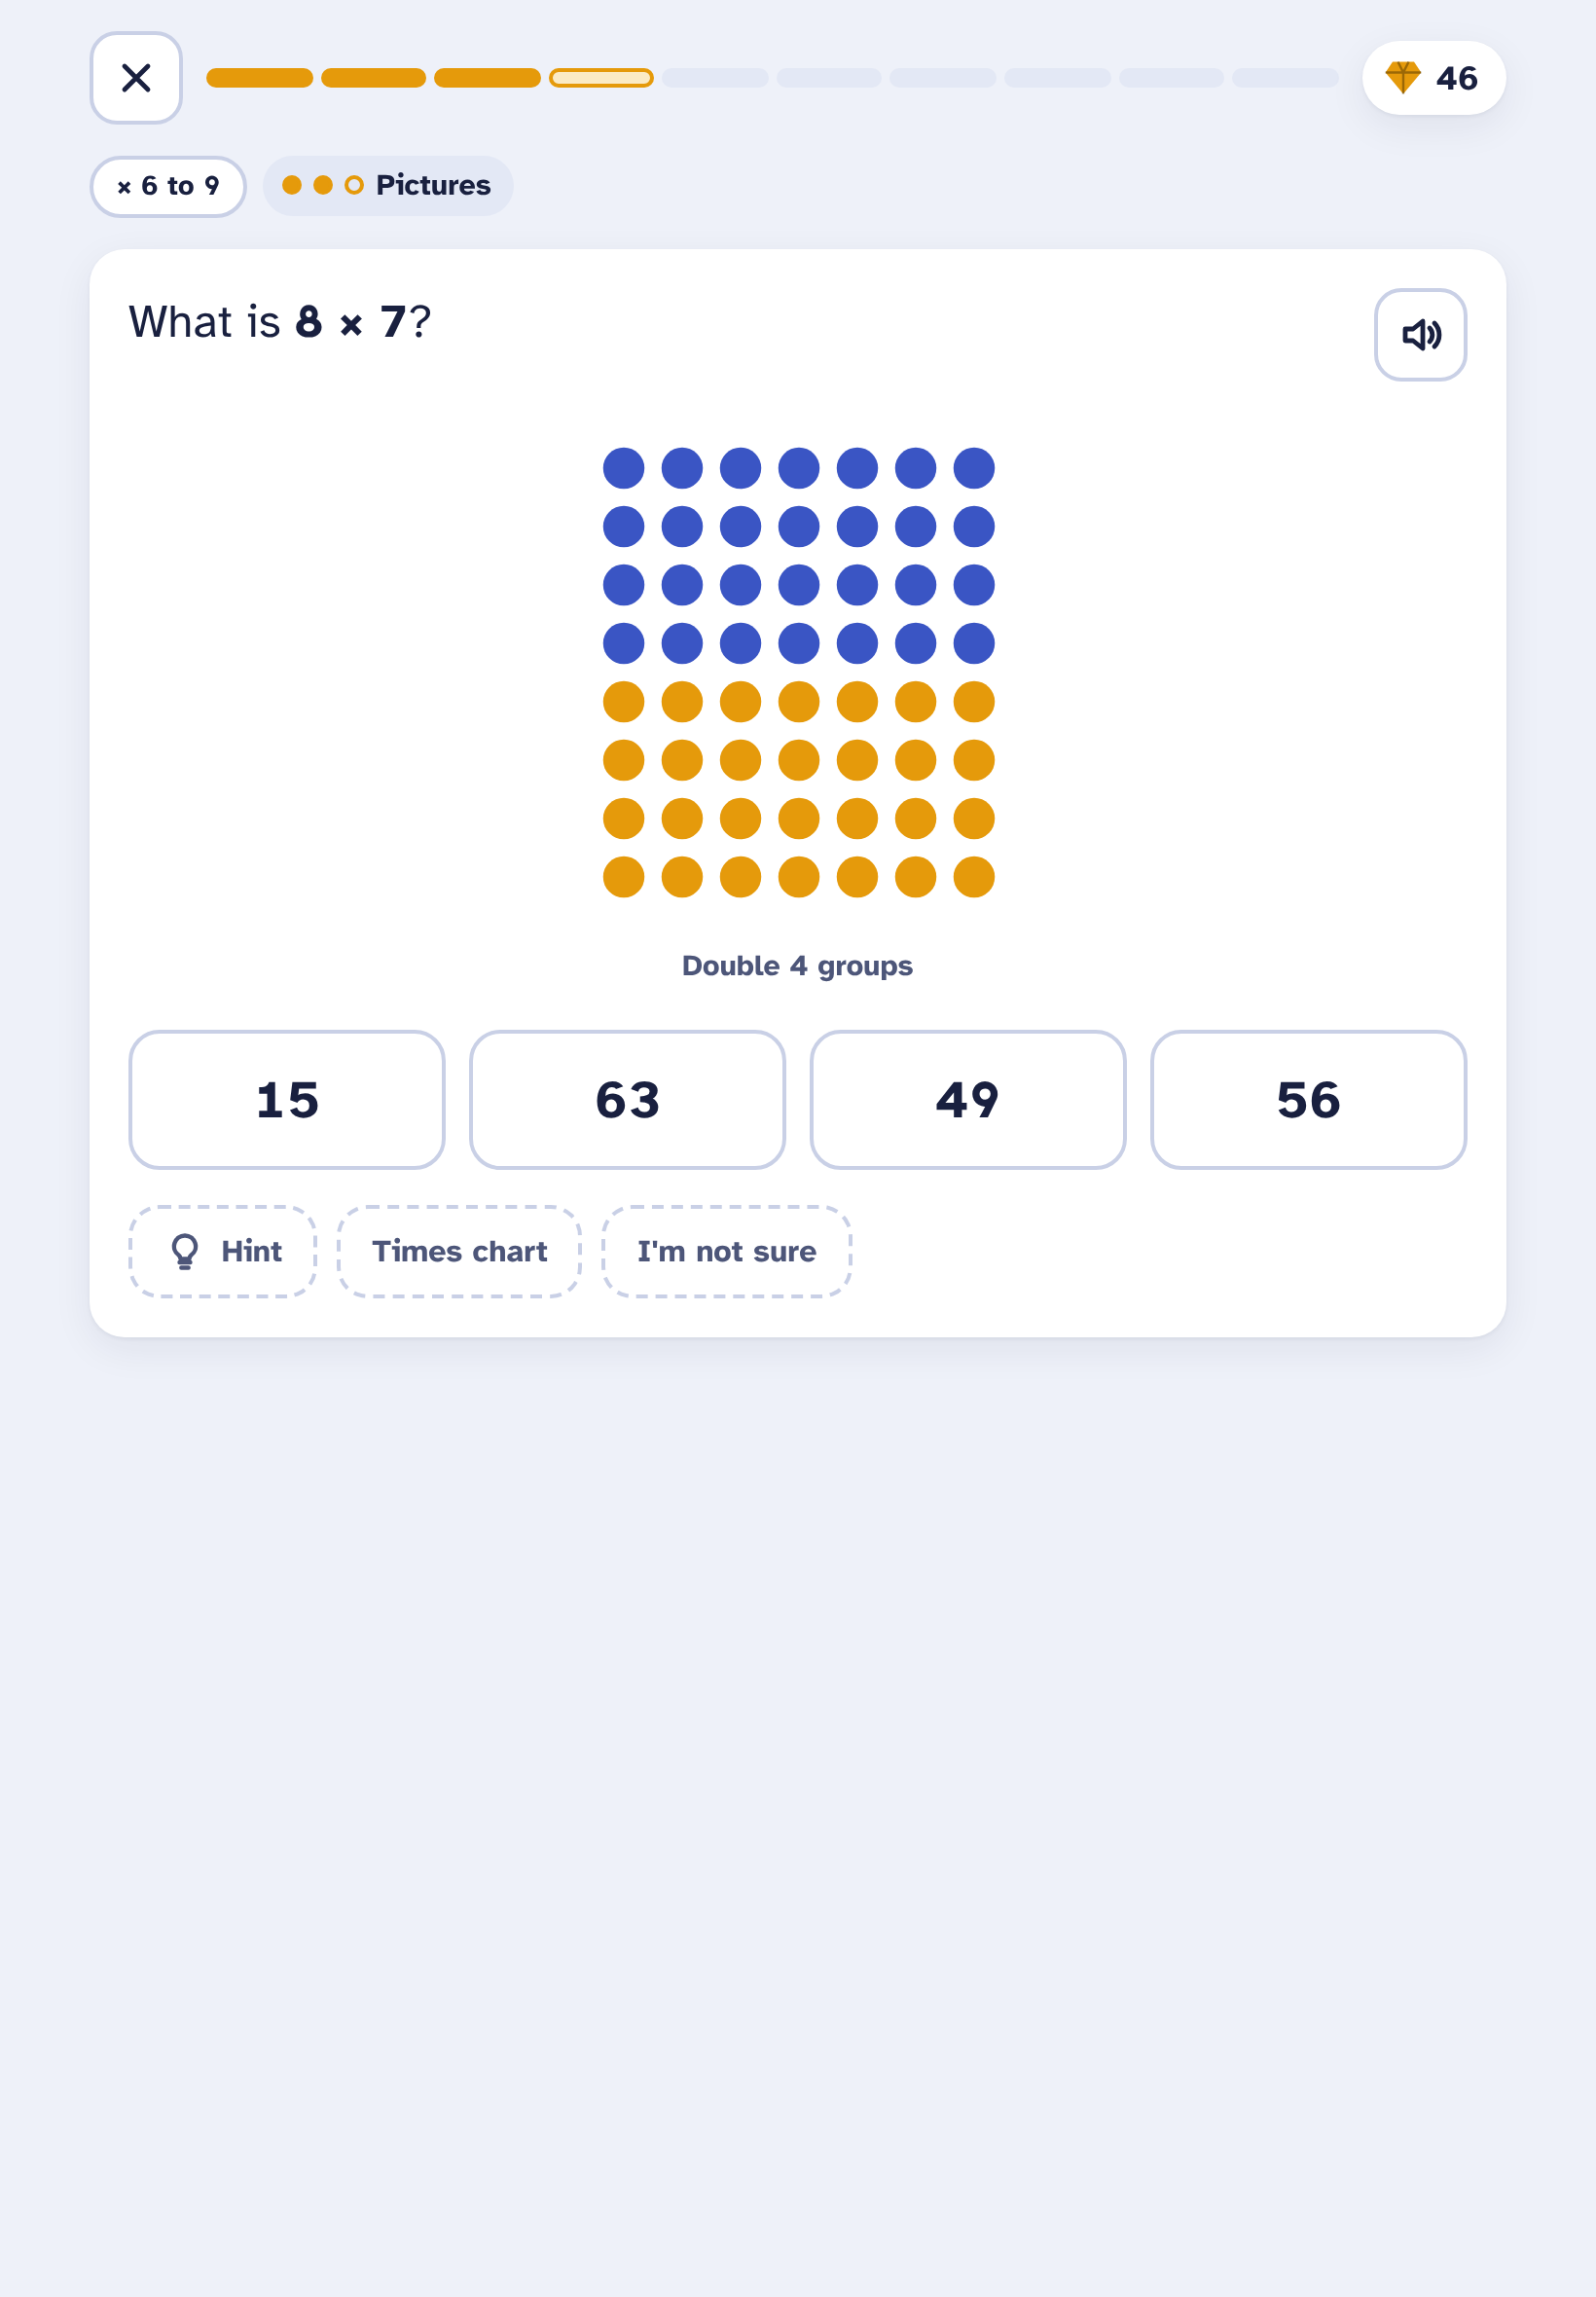 46
× 6 to 9
Pictures
What is 8 × 7?
Double 4 groups
15
63
49
56
Hint
Times chart
I'm not sure